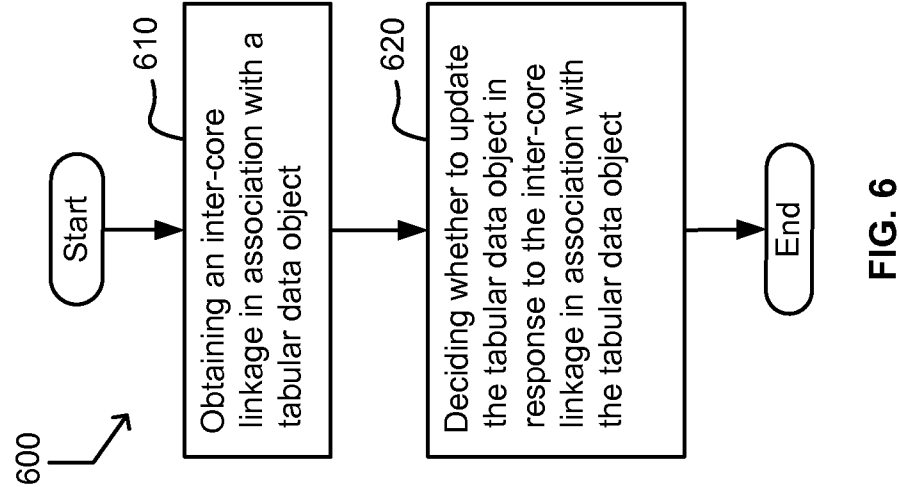 600
Start
610
Obtaining an inter-core
linkage in association with a
tabular data object
620
Deciding whether to update
the tabular data object in
response to the inter-core
linkage in association with
the tabular data object
End
FIG. 6